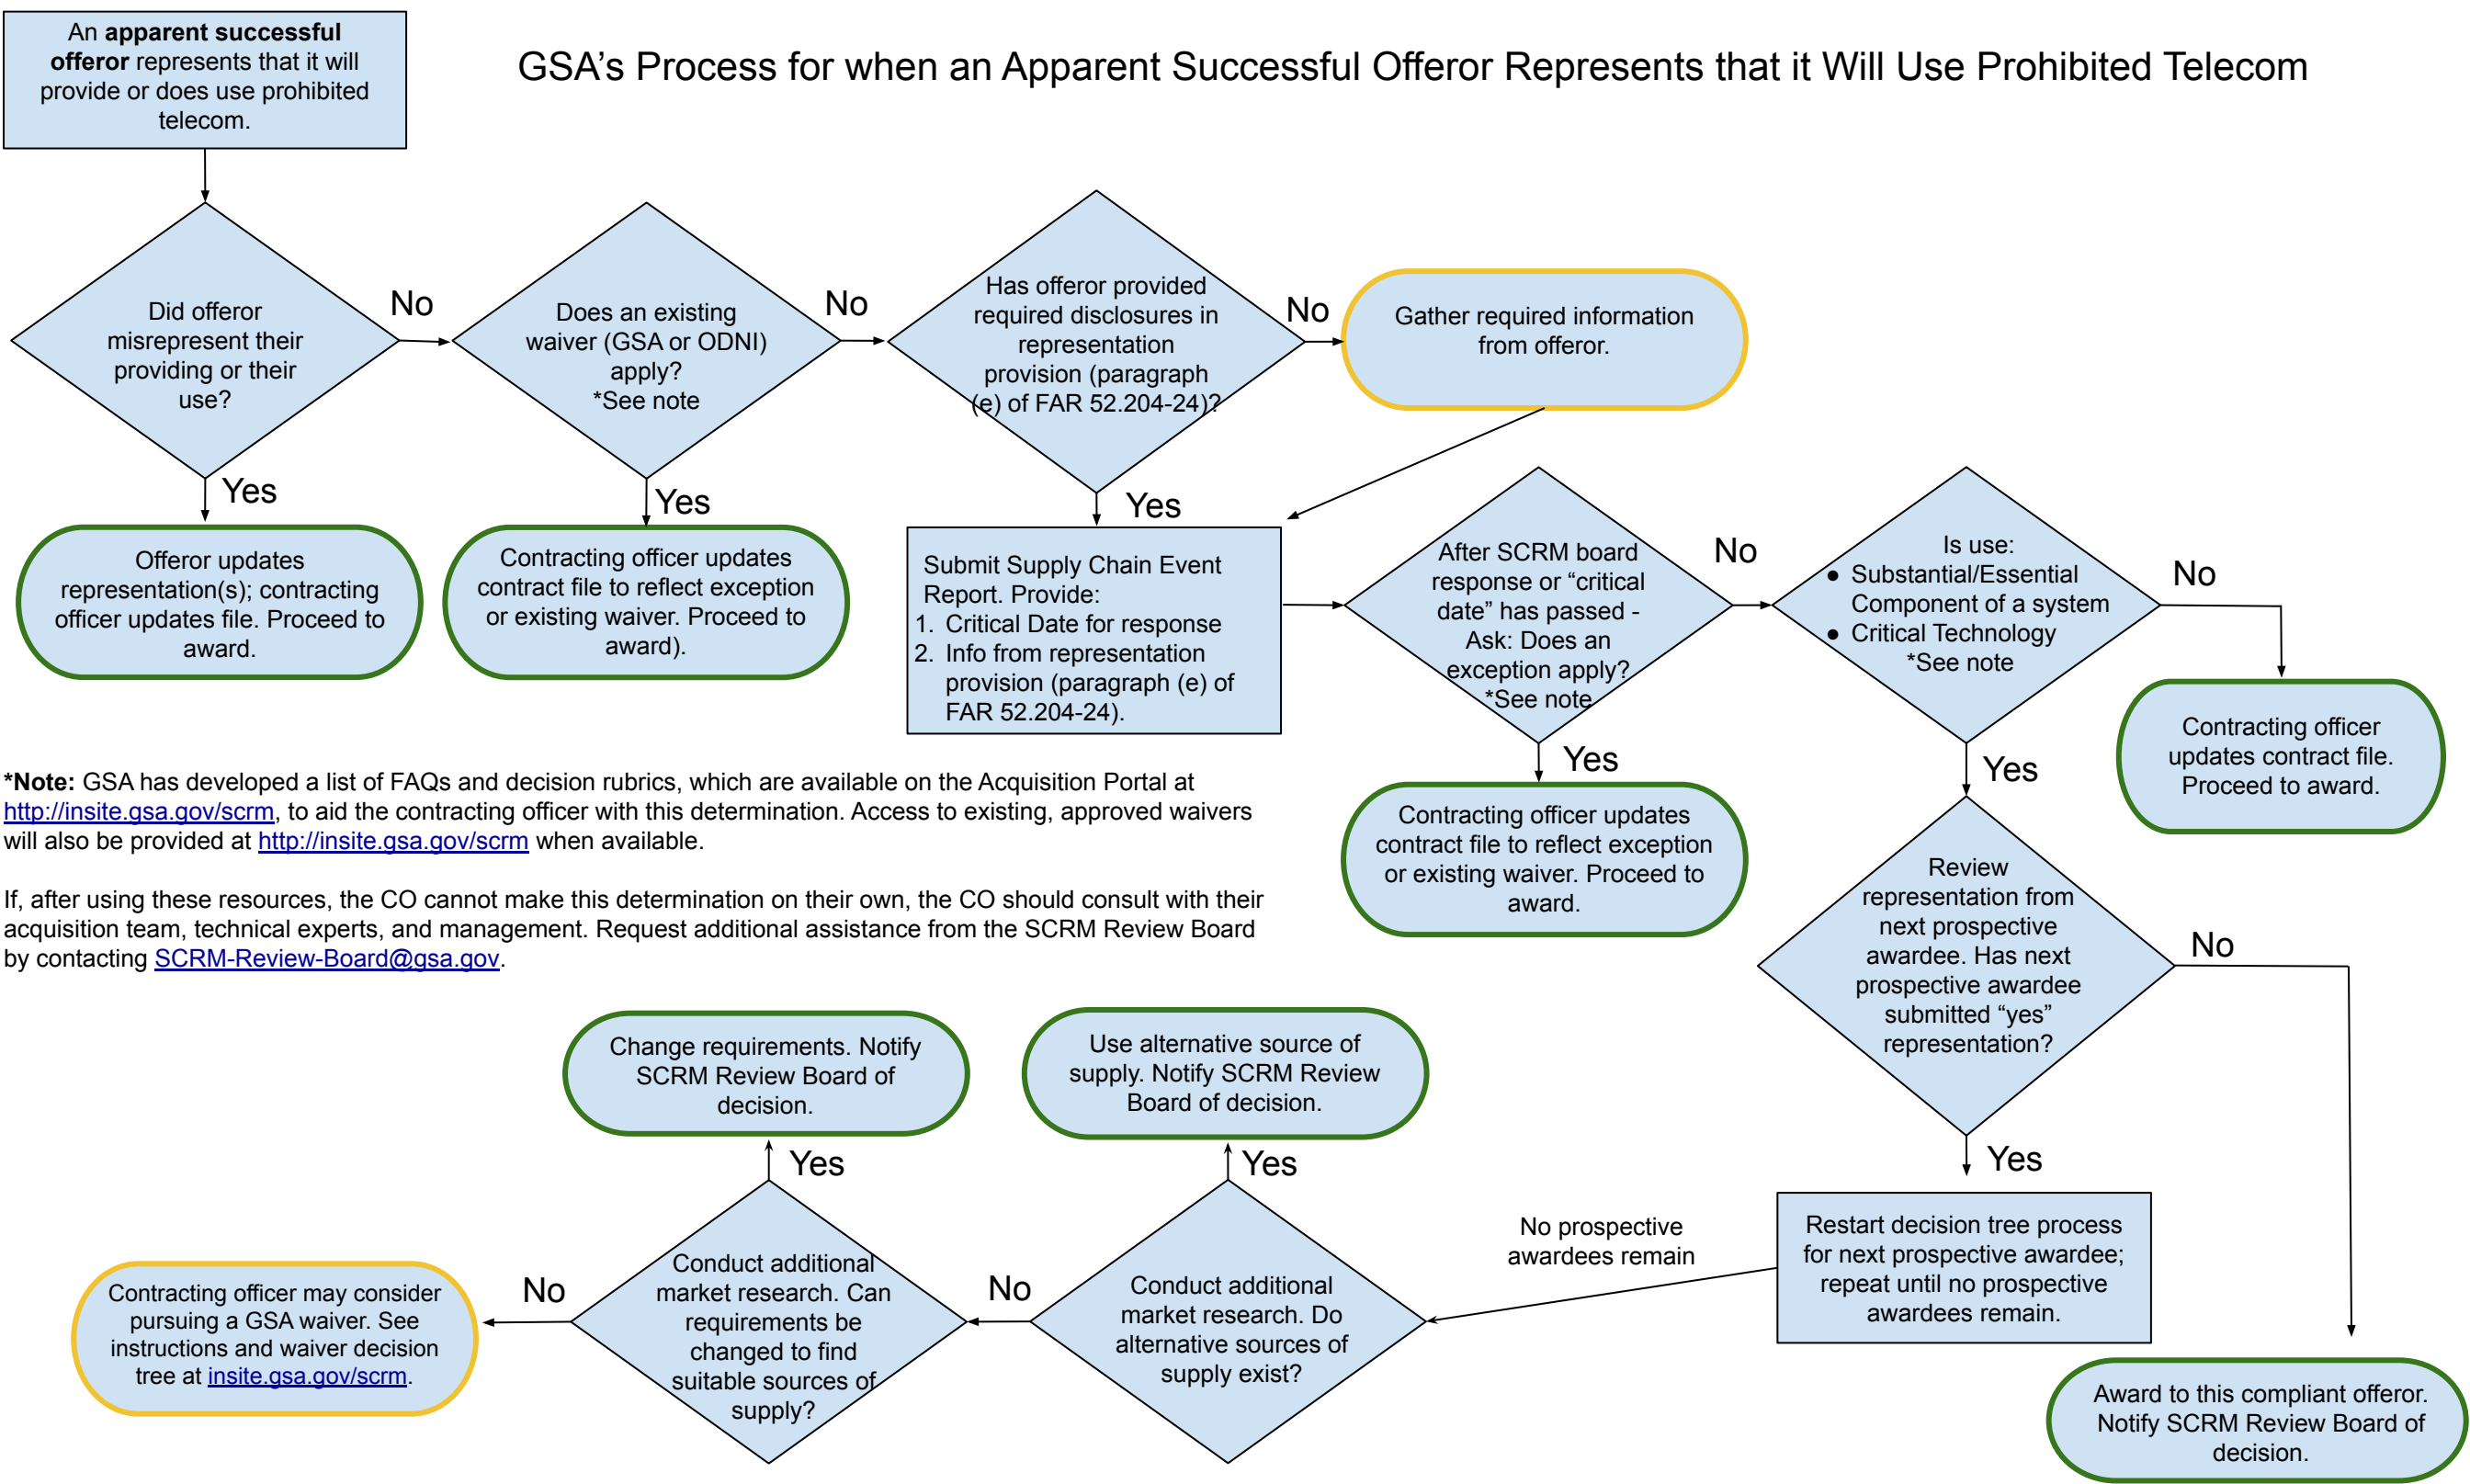 An apparent successful
offeror represents that it will
provide or does use prohibited
telecom.
GSA's Process for when an Apparent Successful Offeror Represents that it Will Use Prohibited Telecom
Did offeror
misrepresent their
providing or their
use?
No
Yes
Offeror updates
representation(s); contracting
officer updates file. Proceed to
award.
Does an existing
waiver (GSA or ODNI)
apply?
*See note
No
Yes
Contracting officer updates
contract file to reflect exception
or existing waiver. Proceed to
award).
Has offeror provided
required disclosures in
representation
provision (paragraph
(e) of FAR 52.204-24)?
No
Gather required information
from offeror.
Yes
Submit Supply Chain Event
Report. Provide:
1. Critical Date for response
2. Info from representation
provision (paragraph (e) of
FAR 52.204-24).
After SCRM board
response or “critical
date” has passed -
Ask: Does an
exception apply?
*See note
No
Yes
Contracting officer updates
contract file to reflect exception
or existing waiver. Proceed to
award.
Is use:
● Substantial/Essential
Component of a system
● Critical Technology
*See note
No
Contracting officer
updates contract file.
Proceed to award.
Yes
Review
representation from
next prospective
awardee. Has next
prospective awardee
submitted “yes”
representation?
No
Award to this compliant offeror.
Notify SCRM Review Board of
decision.
Yes
Restart decision tree process
for next prospective awardee;
repeat until no prospective
awardees remain.
No prospective
awardees remain
Conduct additional
market research. Do
alternative sources of
supply exist?
Yes
Use alternative source of
supply. Notify SCRM Review
Board of decision.
No
Conduct additional
market research. Can
requirements be
changed to find
suitable sources of
supply?
Yes
Change requirements. Notify
SCRM Review Board of
decision.
No
Contracting officer may consider
pursuing a GSA waiver. See
instructions and waiver decision
tree at insite.gsa.gov/scrm.
*Note: GSA has developed a list of FAQs and decision rubrics, which are available on the Acquisition Portal at
http://insite.gsa.gov/scrm, to aid the contracting officer with this determination. Access to existing, approved waivers
will also be provided at http://insite.gsa.gov/scrm when available.
If, after using these resources, the CO cannot make this determination on their own, the CO should consult with their
acquisition team, technical experts, and management. Request additional assistance from the SCRM Review Board
by contacting SCRM-Review-Board@gsa.gov.